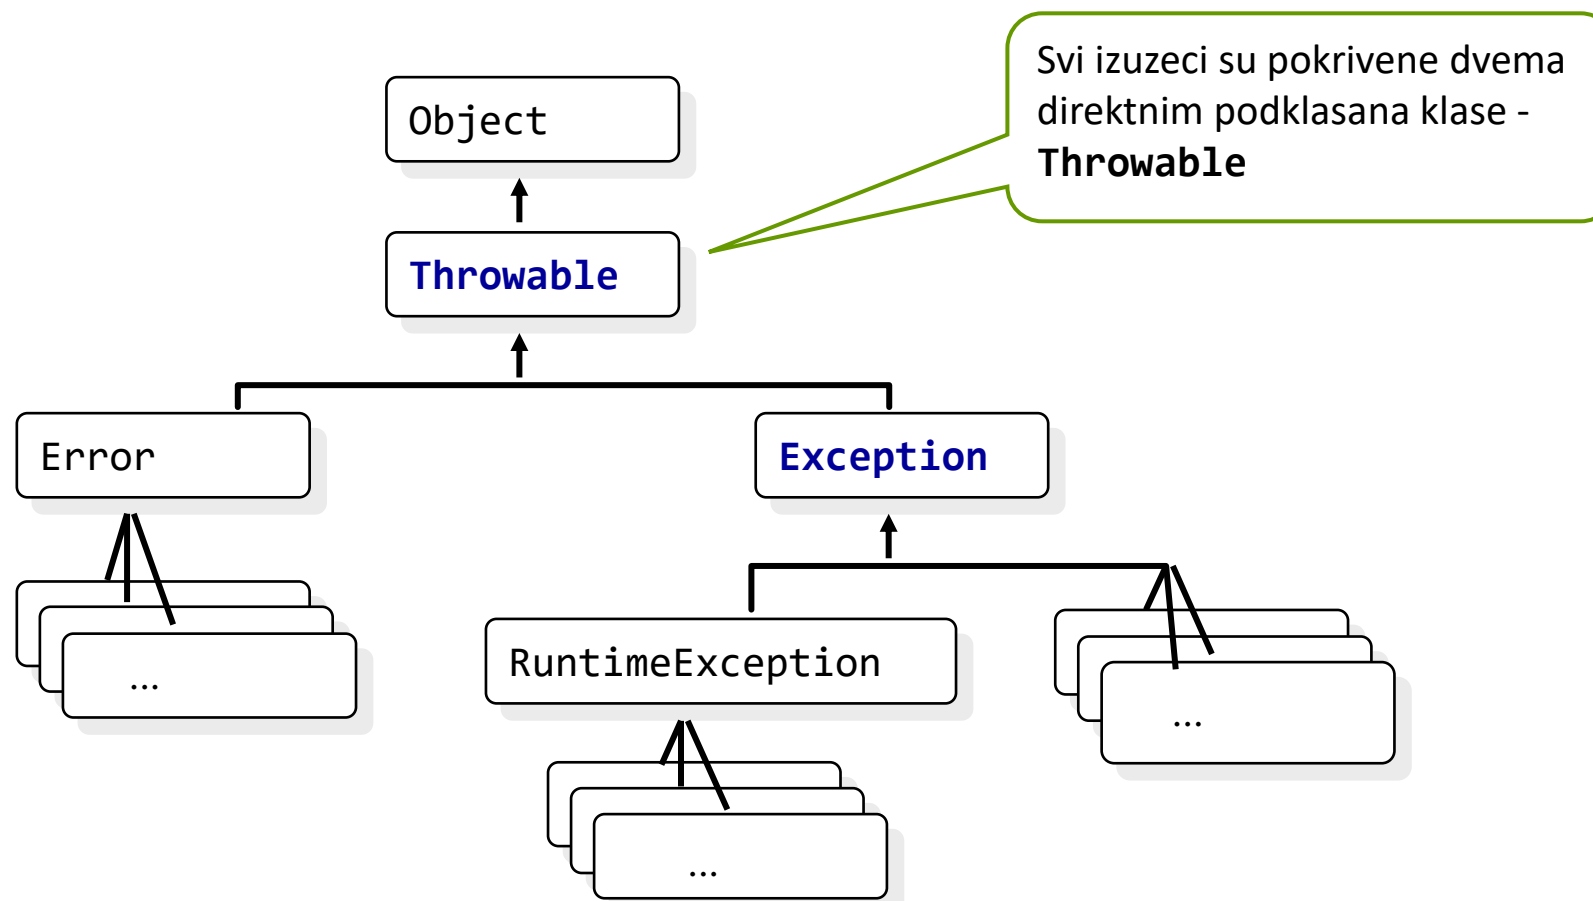 Svi izuzeci su pokrivene dvema
direktnim podklasana klase -
Throwable
Object
Throwable
Error
Exception
...
RuntimeException
...
...